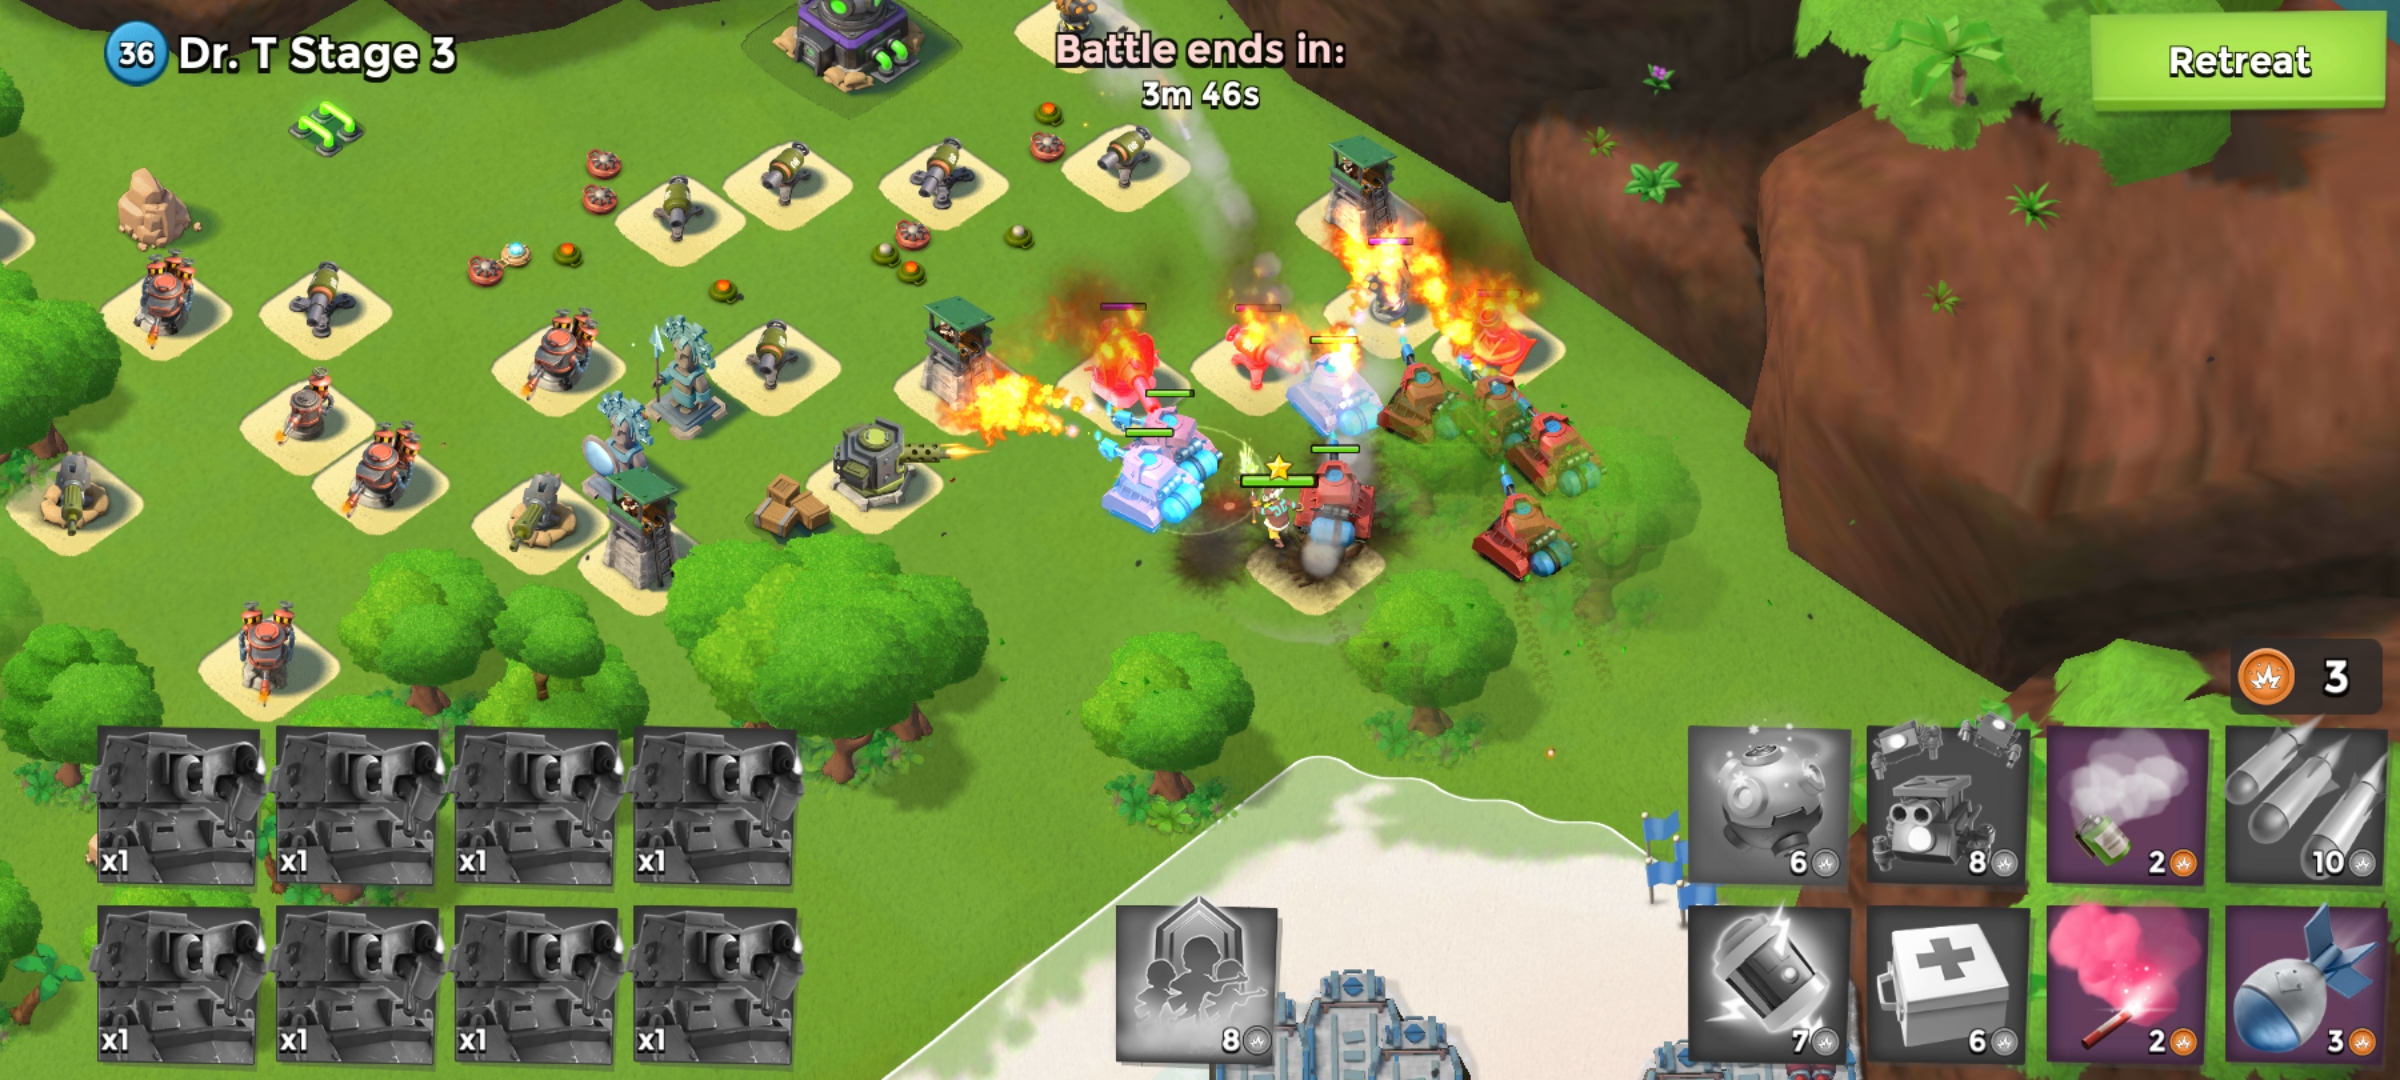 36 Dr. T Stage 3
Battle ends in:
3m 46s
Retreat
3
x1 x1 x1 x1
6 8 2 10
x1 x1 x1 x1
8
7 6 2 3